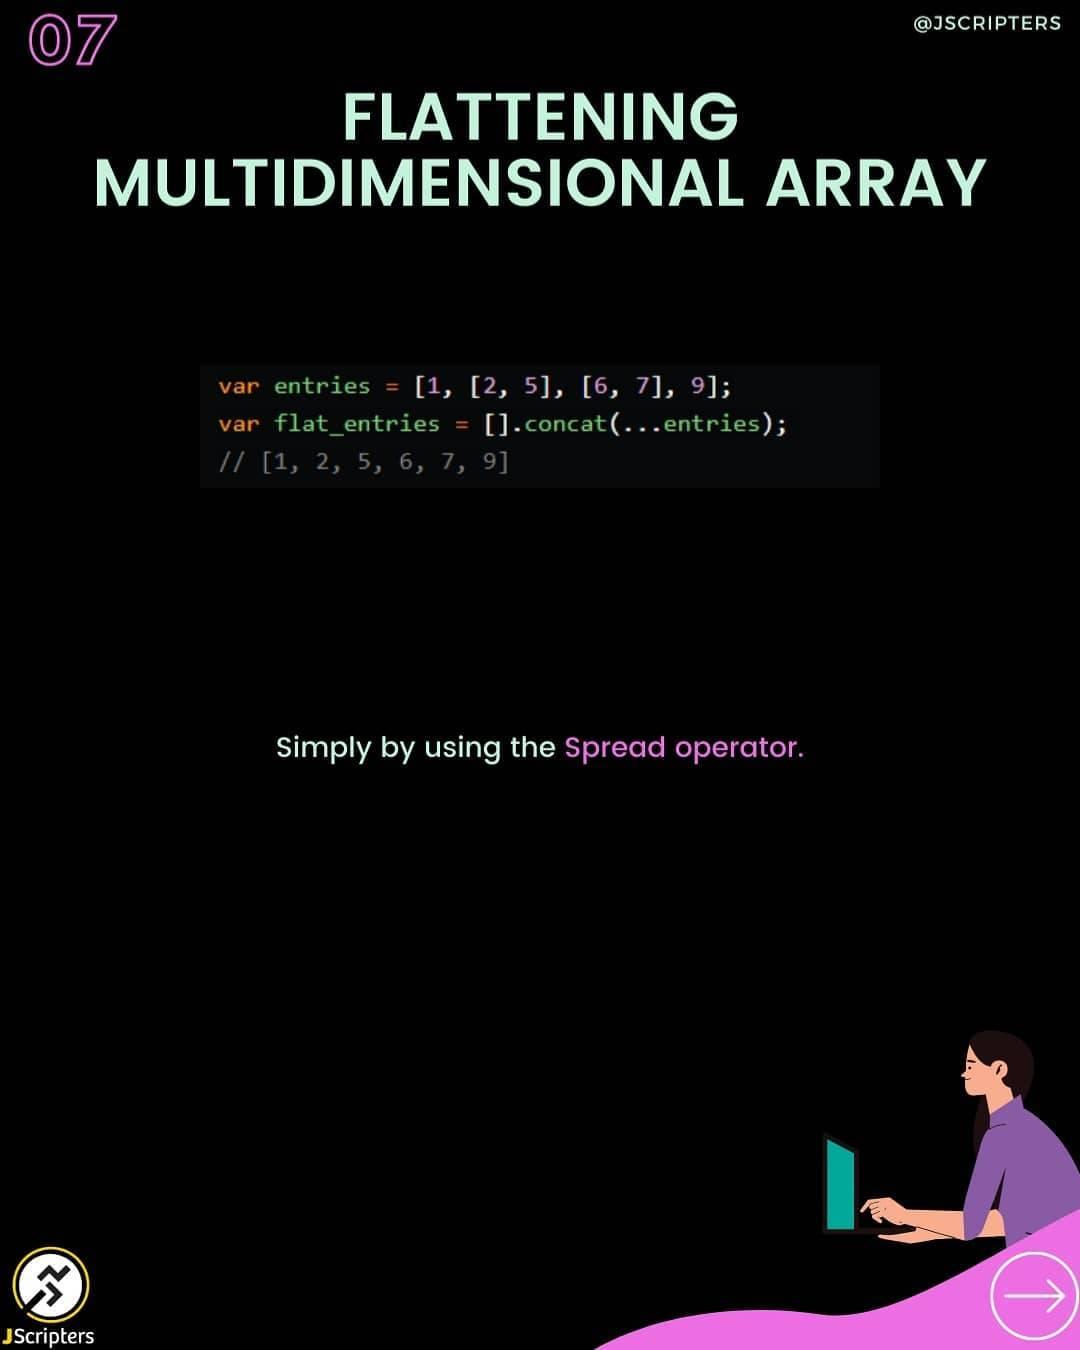 07
@JSCRIPTERS
FLATTENING
MULTIDIMENSIONAL ARRAY
var entries = [1, [2, 5], [6, 7], 9];
var flat_entries = [].concat(...entries);
// [1, 2, 5, 6, 7, 9]
Simply by using the Spread operator.
JScripters